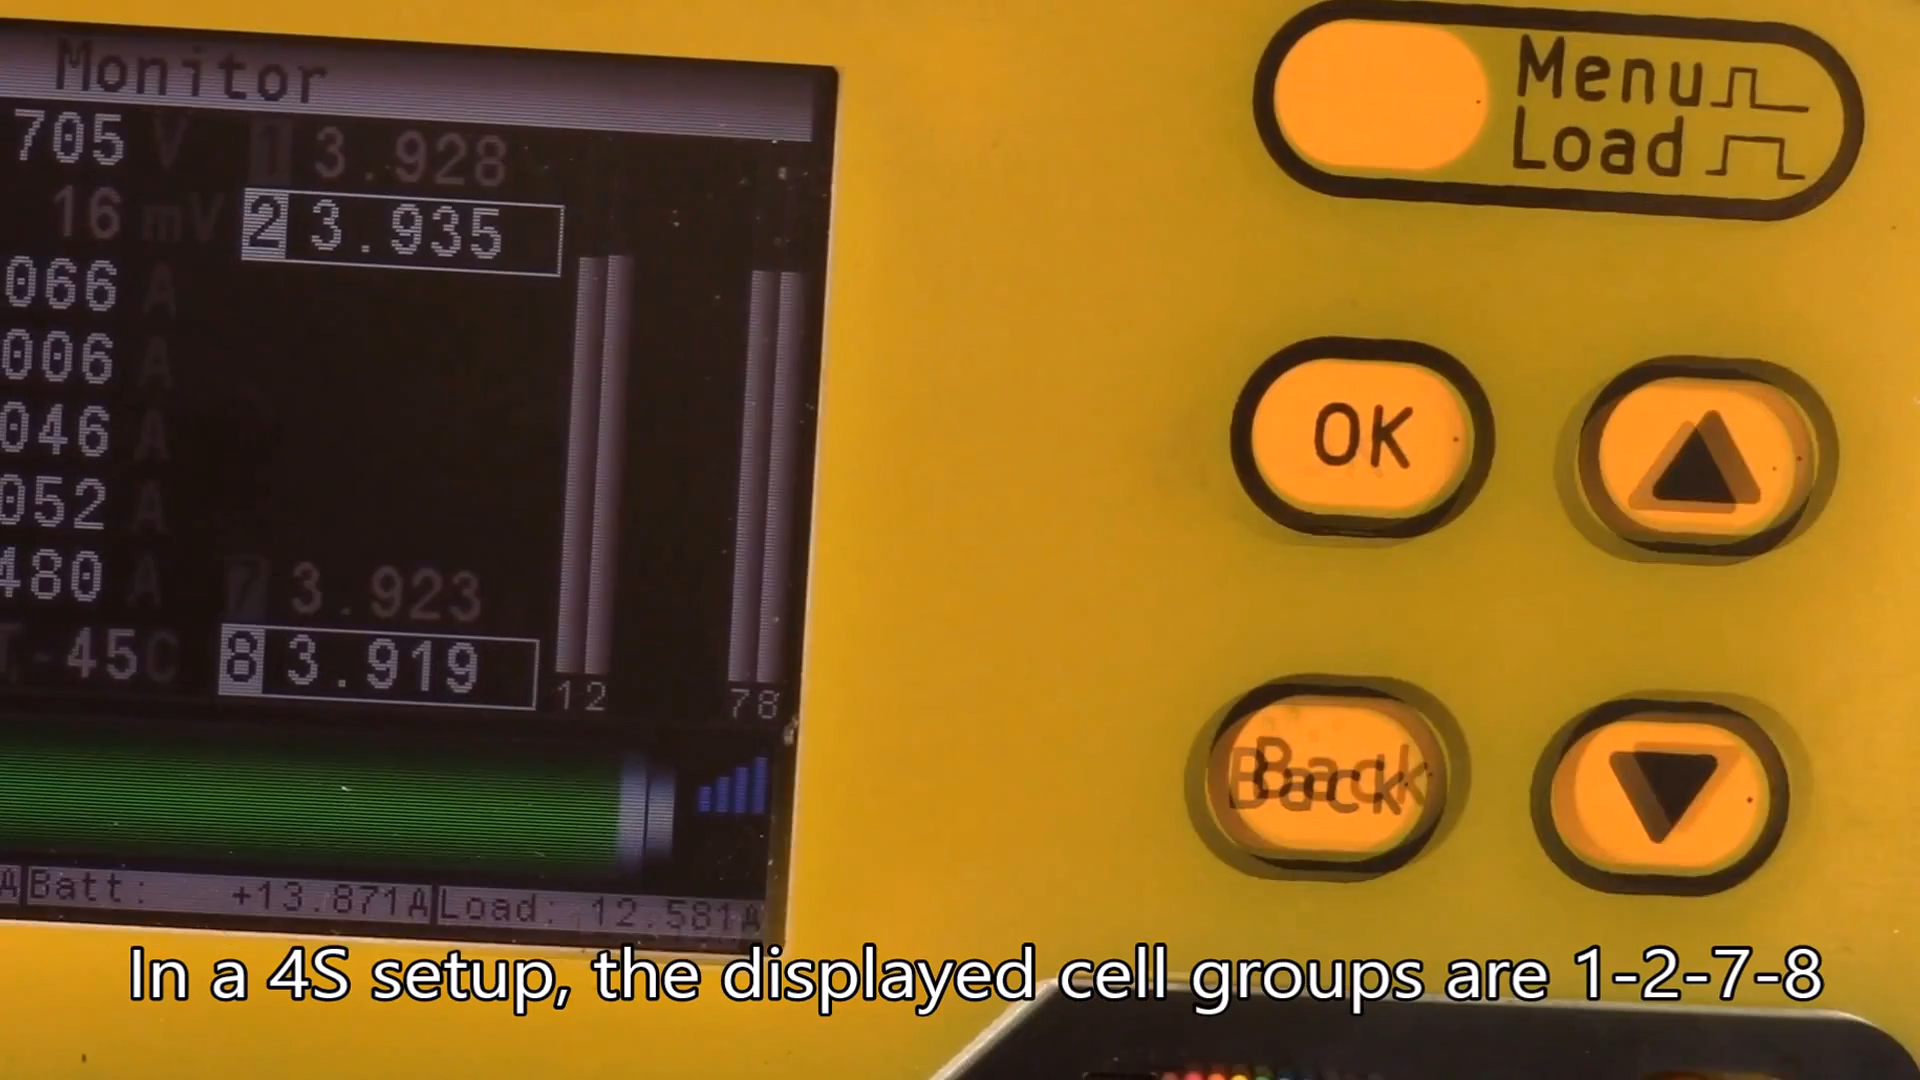 Monitor
705 V 1 3.928
16 mV 2 3.935
066 A
006 A
046 A
052 A
480 A 7 3.923
T -45C 8 3.919
12 78
A Batt: +13.871A Load: 12.581A
Menu
Load
OK
Back
In a 4S setup, the displayed cell groups are 1-2-7-8